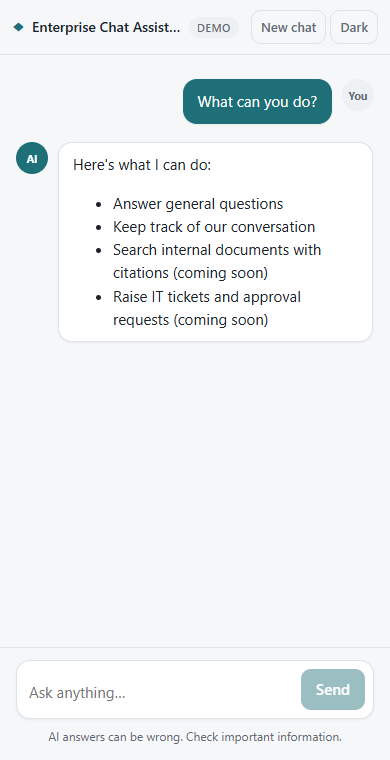 Enterprise Chat Assist... DEMO New chat Dark
What can you do? You
AI
Here's what I can do:
• Answer general questions
• Keep track of our conversation
• Search internal documents with
citations (coming soon)
• Raise IT tickets and approval
requests (coming soon)
Ask anything... Send
AI answers can be wrong. Check important information.